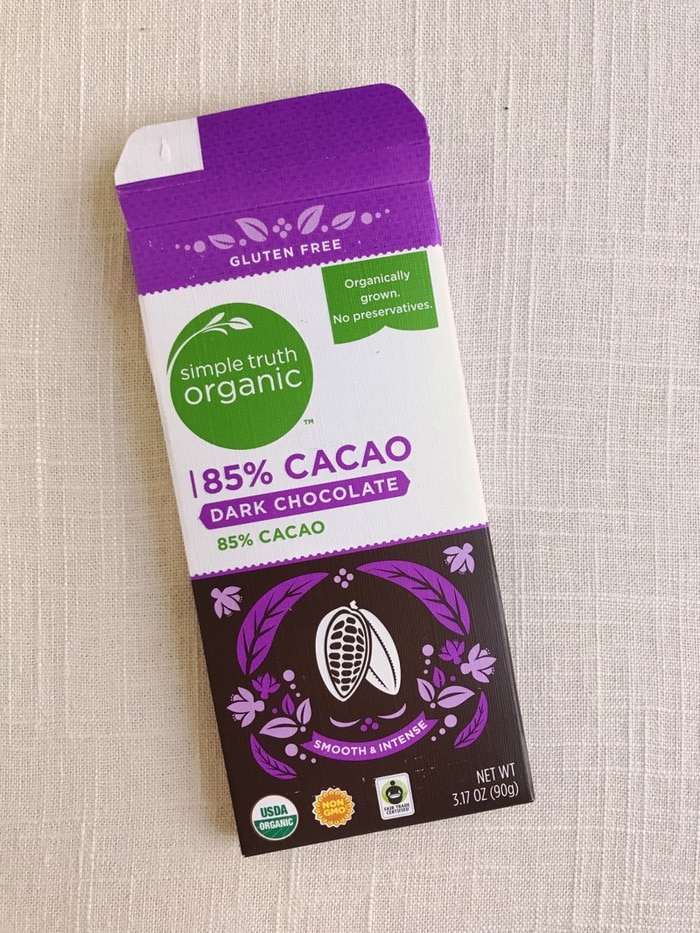 GLUTEN FREE
Organically
grown.
No preservatives.
simple truth
organic
TM
85% CACAO
DARK CHOCOLATE
85% CACAO
SMOOTH & INTENSE
NET WT
3.17 OZ (90g)
USDA
ORGANIC
NON
GMO
FAIR TRADE
CERTIFIED